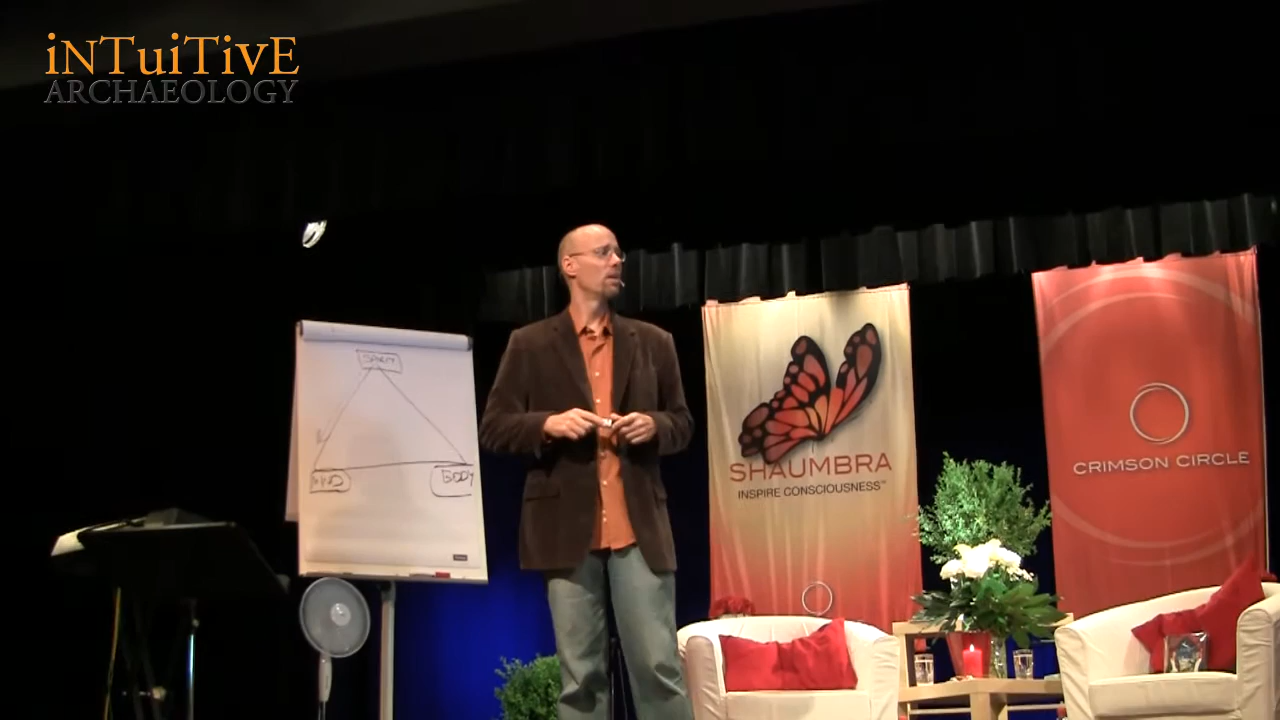 iNTuiTivE
ARCHAEOLOGY
SPIRIT
MIND
BODY
SHAUMBRA
INSPIRE CONSCIOUSNESS™
CRIMSON CIRCLE